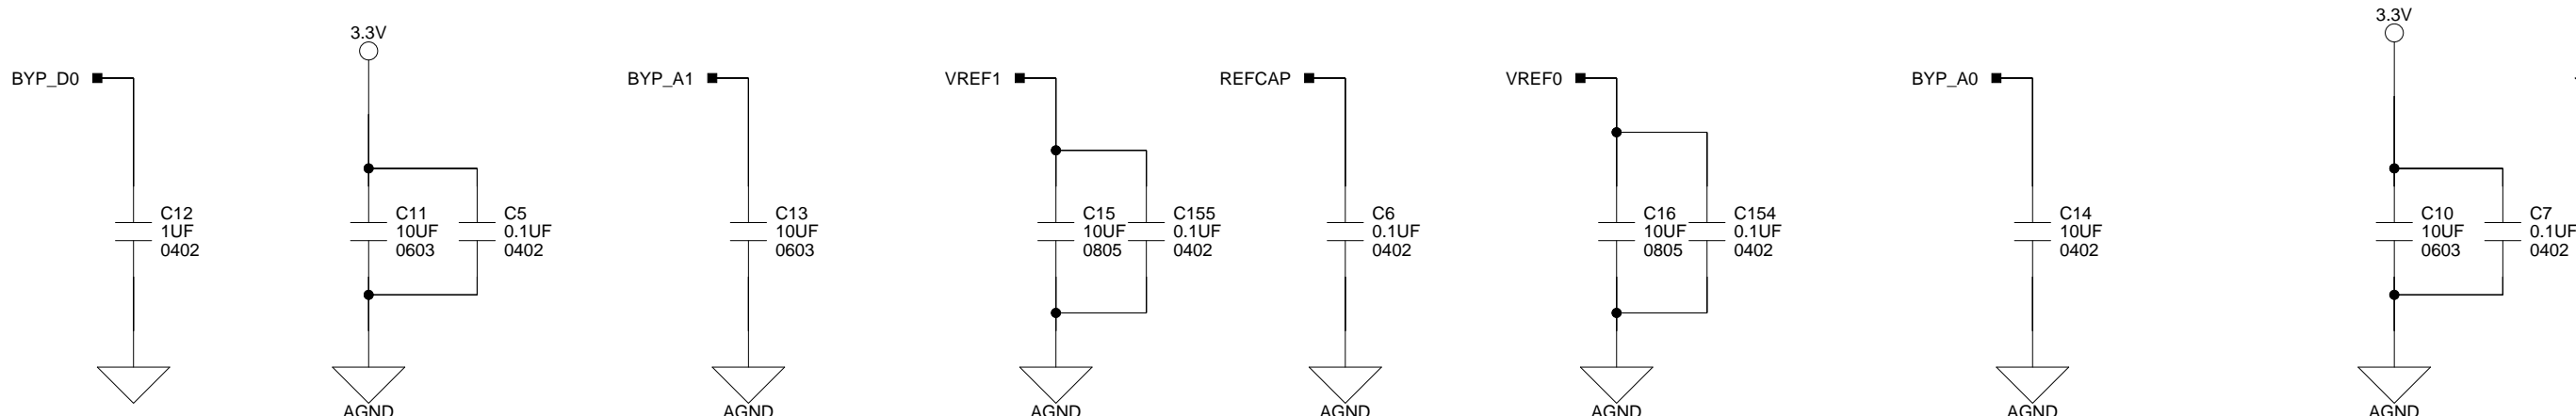 3.3V
3.3V
BYP_D0
BYP_A1
VREF1
REFCAP
VREF0
BYP_A0
C12
1UF
0402
C11
10UF
0603
C5
0.1UF
0402
C13
10UF
0603
C15
10UF
0805
C155
0.1UF
0402
C6
0.1UF
0402
C16
10UF
0805
C154
0.1UF
0402
C14
10UF
0402
C10
10UF
0603
C7
0.1UF
0402
AGND
AGND
AGND
AGND
AGND
AGND
AGND